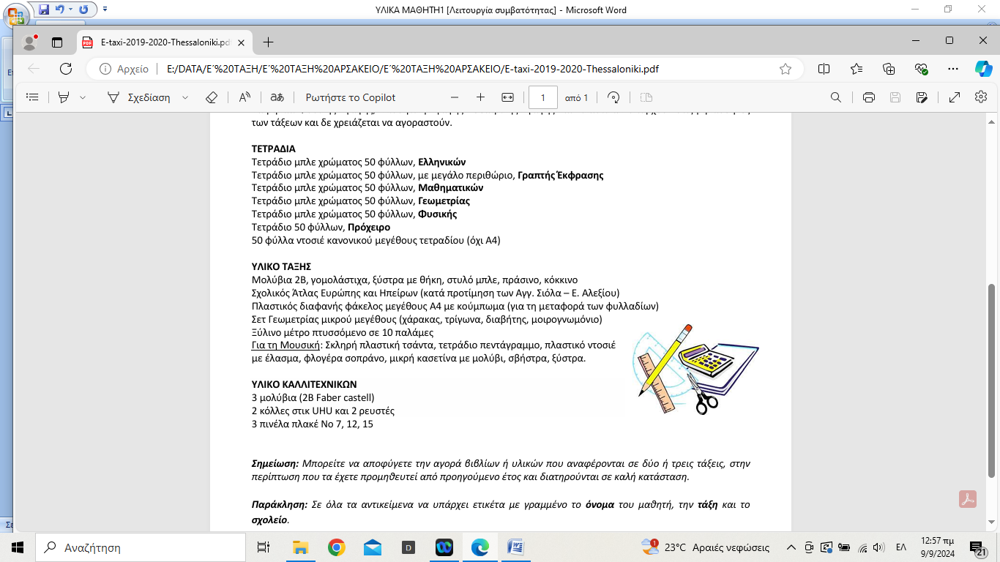 ΥΛΙΚΑ ΜΑΘΗΤΗ1 [Λειτουργία συμβατότητας] - Microsoft Word
E-taxi-2019-2020-Thessaloniki.pd
Αρχείο
E:/DATA/Ε΄%20ΤΑΞΗ/Ε΄%20ΤΑΞΗ%20ΑΡΣΑΚΕΙΟ/Ε΄%20ΤΑΞΗ%20ΑΡΣΑΚΕΙΟ/E-taxi-2019-2020-Thessaloniki.pdf
Σχεδίαση
Ρωτήστε το Copilot
1
από 1
των τάξεων και δε χρειάζεται να αγοραστούν.
ΤΕΤΡΑΔΙΑ
Τετράδιο μπλε χρώματος 50 φύλλων, Ελληνικών
Τετράδιο μπλε χρώματος 50 φύλλων, με μεγάλο περιθώριο, Γραπτής Έκφρασης
Τετράδιο μπλε χρώματος 50 φύλλων, Μαθηματικών
Τετράδιο μπλε χρώματος 50 φύλλων, Γεωμετρίας
Τετράδιο μπλε χρώματος 50 φύλλων, Φυσικής
Τετράδιο 50 φύλλων, Πρόχειρο
50 φύλλα ντοσιέ κανονικού μεγέθους τετραδίου (όχι Α4)
ΥΛΙΚΟ ΤΑΞΗΣ
Μολύβια 2Β, γομολάστιχα, ξύστρα με θήκη, στυλό μπλε, πράσινο, κόκκινο
Σχολικός Άτλας Ευρώπης και Ηπείρων (κατά προτίμηση των Αγγ. Σιόλα – Ε. Αλεξίου)
Πλαστικός διαφανής φάκελος μεγέθους Α4 με κούμπωμα (για τη μεταφορά των φυλλαδίων)
Σετ Γεωμετρίας μικρού μεγέθους (χάρακας, τρίγωνα, διαβήτης, μοιρογνωμόνιο)
Ξύλινο μέτρο πτυσσόμενο σε 10 παλάμες
Για τη Μουσική: Σκληρή πλαστική τσάντα, τετράδιο πεντάγραμμο, πλαστικό ντοσιέ
με έλασμα, φλογέρα σοπράνο, μικρή κασετίνα με μολύβι, σβήστρα, ξύστρα.
ΥΛΙΚΟ ΚΑΛΛΙΤΕΧΝΙΚΩΝ
3 μολύβια (2B Faber castell)
2 κόλλες στικ UHU και 2 ρευστές
3 πινέλα πλακέ Νο 7, 12, 15
Σημείωση: Μπορείτε να αποφύγετε την αγορά βιβλίων ή υλικών που αναφέρονται σε δύο ή τρεις τάξεις, στην
περίπτωση που τα έχετε προμηθευτεί από προηγούμενο έτος και διατηρούνται σε καλή κατάσταση.
Παράκληση: Σε όλα τα αντικείμενα να υπάρχει ετικέτα με γραμμένο το όνομα του μαθητή, την τάξη και το
σχολείο.
Αναζήτηση
23°C Αραιές νεφώσεις
ΕΛ
12:57 πμ
9/9/2024
21